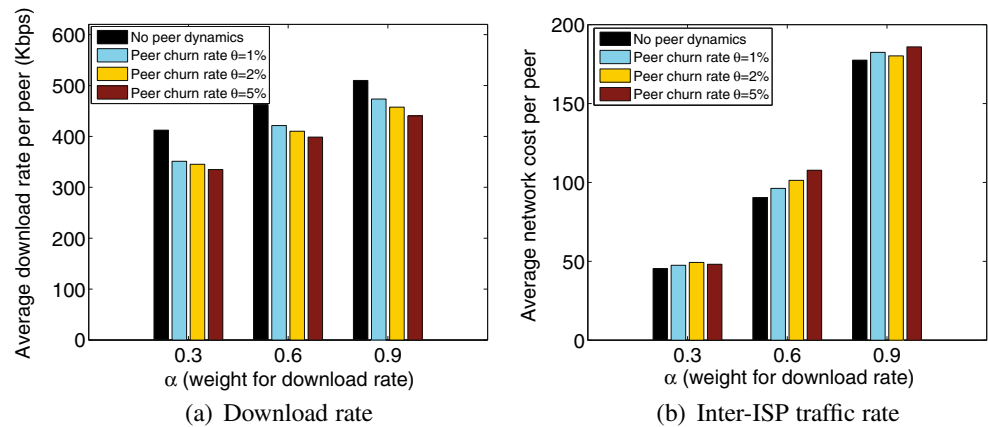 600
500
400
300
200
100
0
Average download rate per peer (Kbps)
No peer dynamics
Peer churn rate θ=1%
Peer churn rate θ=2%
Peer churn rate θ=5%
0.3 0.6 0.9
α (weight for download rate)
(a) Download rate
200
150
100
50
0
Average network cost per peer
No peer dynamics
Peer churn rate θ=1%
Peer churn rate θ=2%
Peer churn rate θ=5%
0.3 0.6 0.9
α (weight for download rate)
(b) Inter-ISP traffic rate